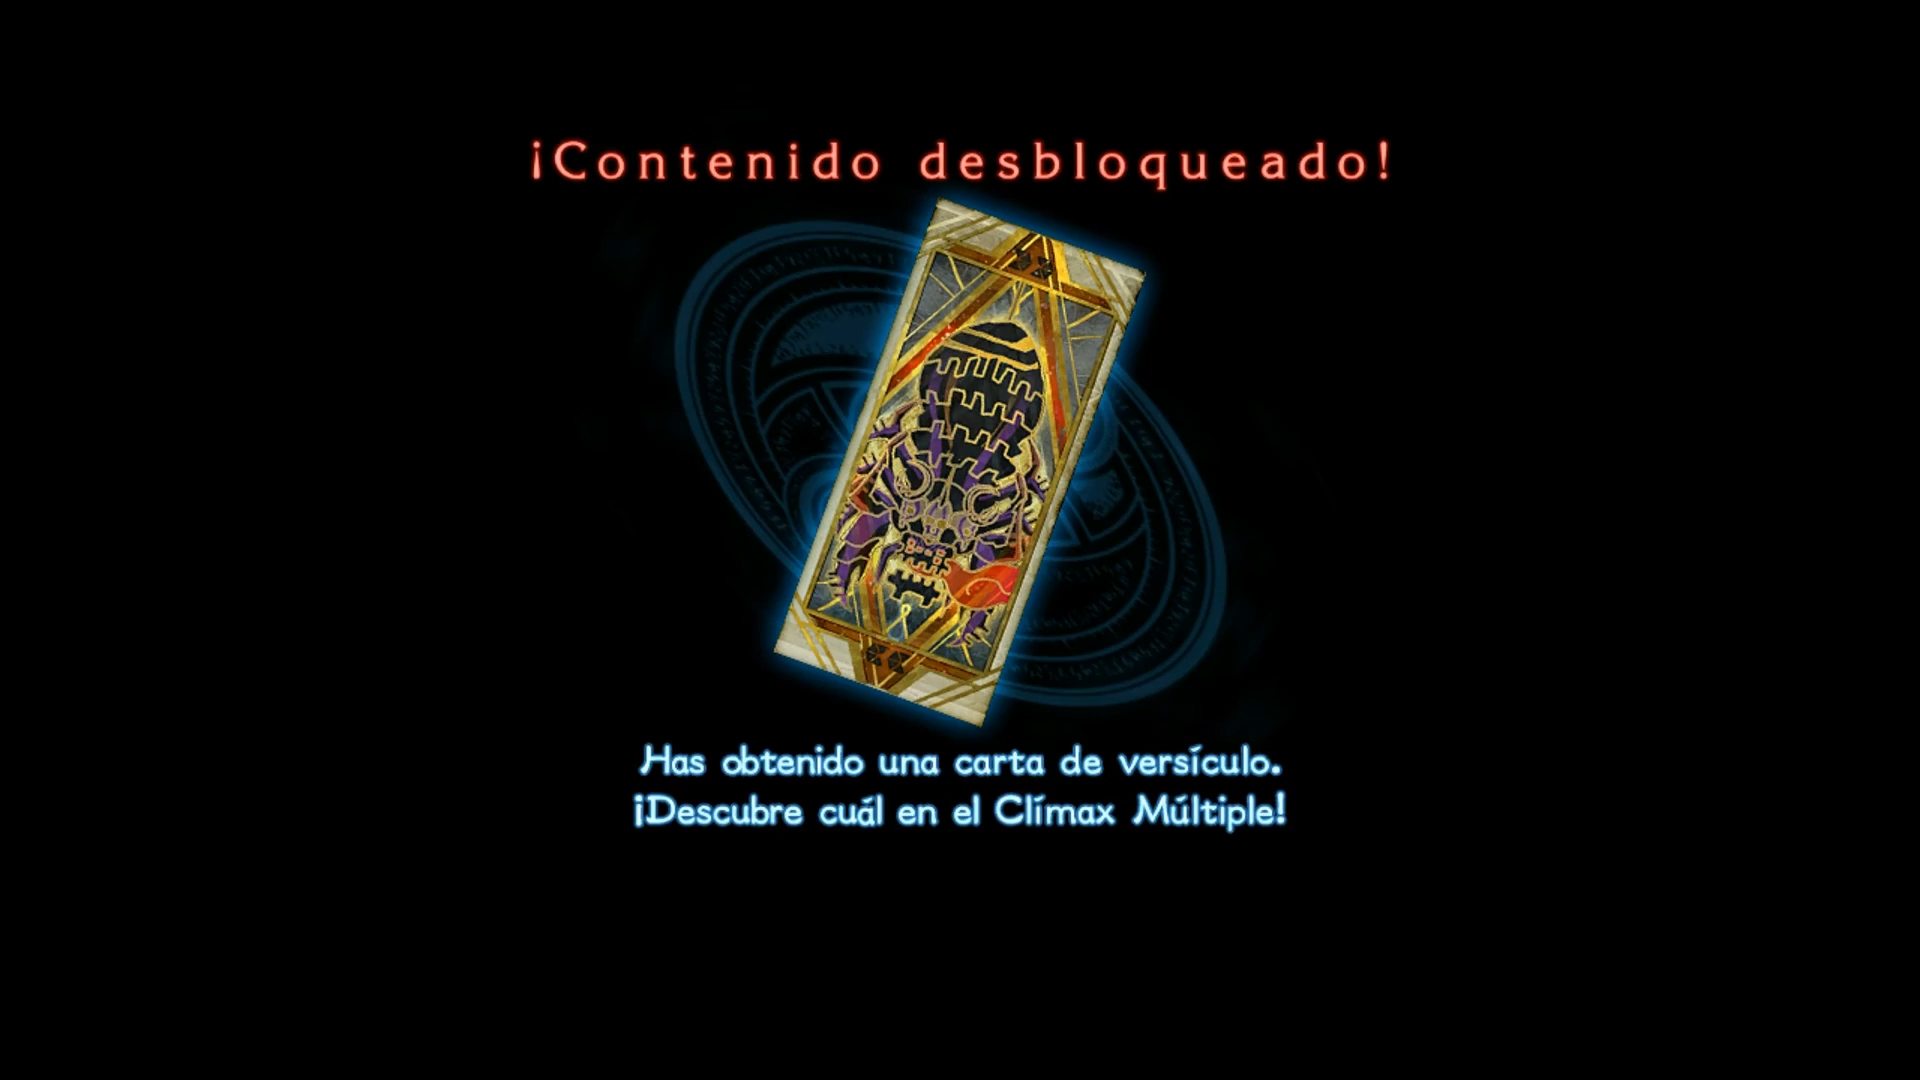 ¡Contenido desbloqueado!
Has obtenido una carta de versículo.
¡Descubre cuál en el Clímax Múltiple!